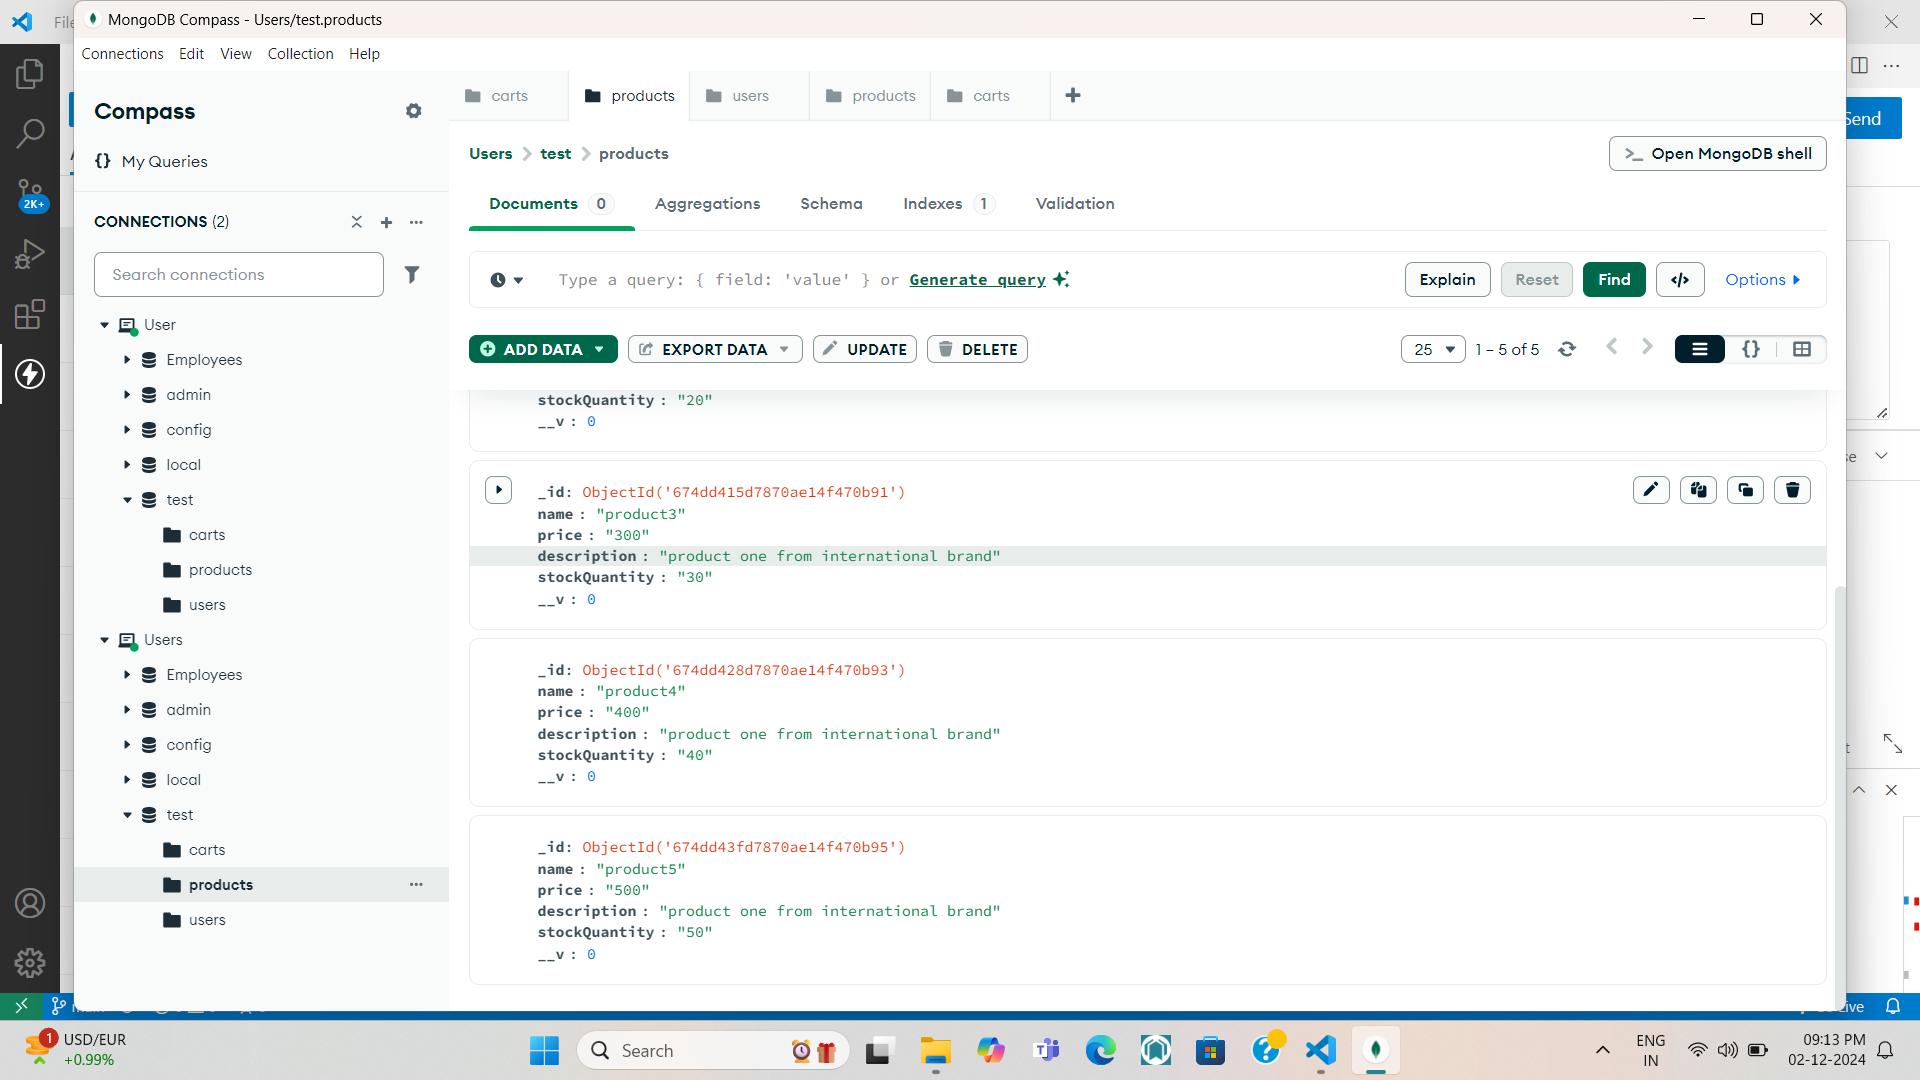 File
MongoDB Compass - Users/test.products
Connections Edit View Collection Help
Compass
{} My Queries
CONNECTIONS (2)
Search connections
User
Employees
admin
config
local
test
carts
products
users
Users
Employees
admin
config
local
test
carts
products
users
2K+
carts
products
users
products
carts
Users > test > products
>_ Open MongoDB shell
Documents 0
Aggregations
Schema
Indexes 1
Validation
Type a query: { field: 'value' } or Generate query
Explain
Reset
Find
</>
Options
ADD DATA
EXPORT DATA
UPDATE
DELETE
25
1 – 5 of 5
{}
stockQuantity : "20"
__v : 0
_id: ObjectId('674dd415d7870ae14f470b91')
name : "product3"
price : "300"
description : "product one from international brand"
stockQuantity : "30"
__v : 0
_id: ObjectId('674dd428d7870ae14f470b93')
name : "product4"
price : "400"
description : "product one from international brand"
stockQuantity : "40"
__v : 0
_id: ObjectId('674dd43fd7870ae14f470b95')
name : "product5"
price : "500"
description : "product one from international brand"
stockQuantity : "50"
__v : 0
Send
1
USD/EUR
+0.99%
Search
ENG
IN
09:13 PM
02-12-2024